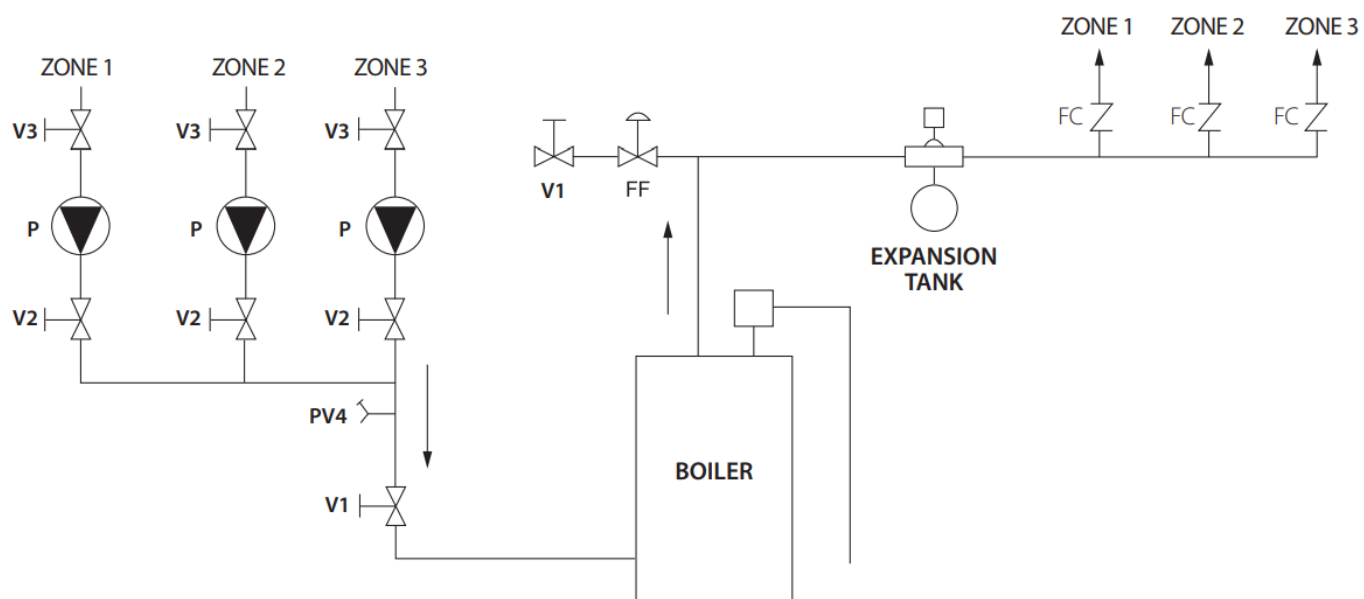 ZONE 1 ZONE 2 ZONE 3
ZONE 1 ZONE 2 ZONE 3
V3 V3 V3
FC FC FC
V1 FF
P P P
EXPANSION
TANK
V2 V2 V2
PV4
BOILER
V1